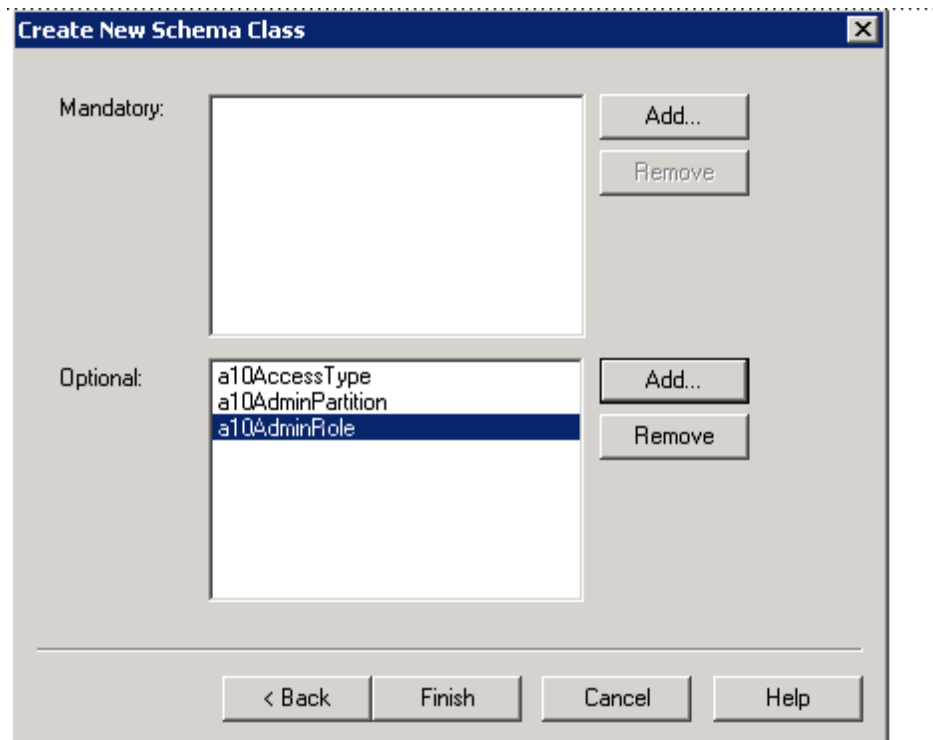 Create New Schema Class
Mandatory:
Add...
Remove
Optional:
a10AccessType
a10AdminPartition
a10AdminRole
Add...
Remove
< Back
Finish
Cancel
Help